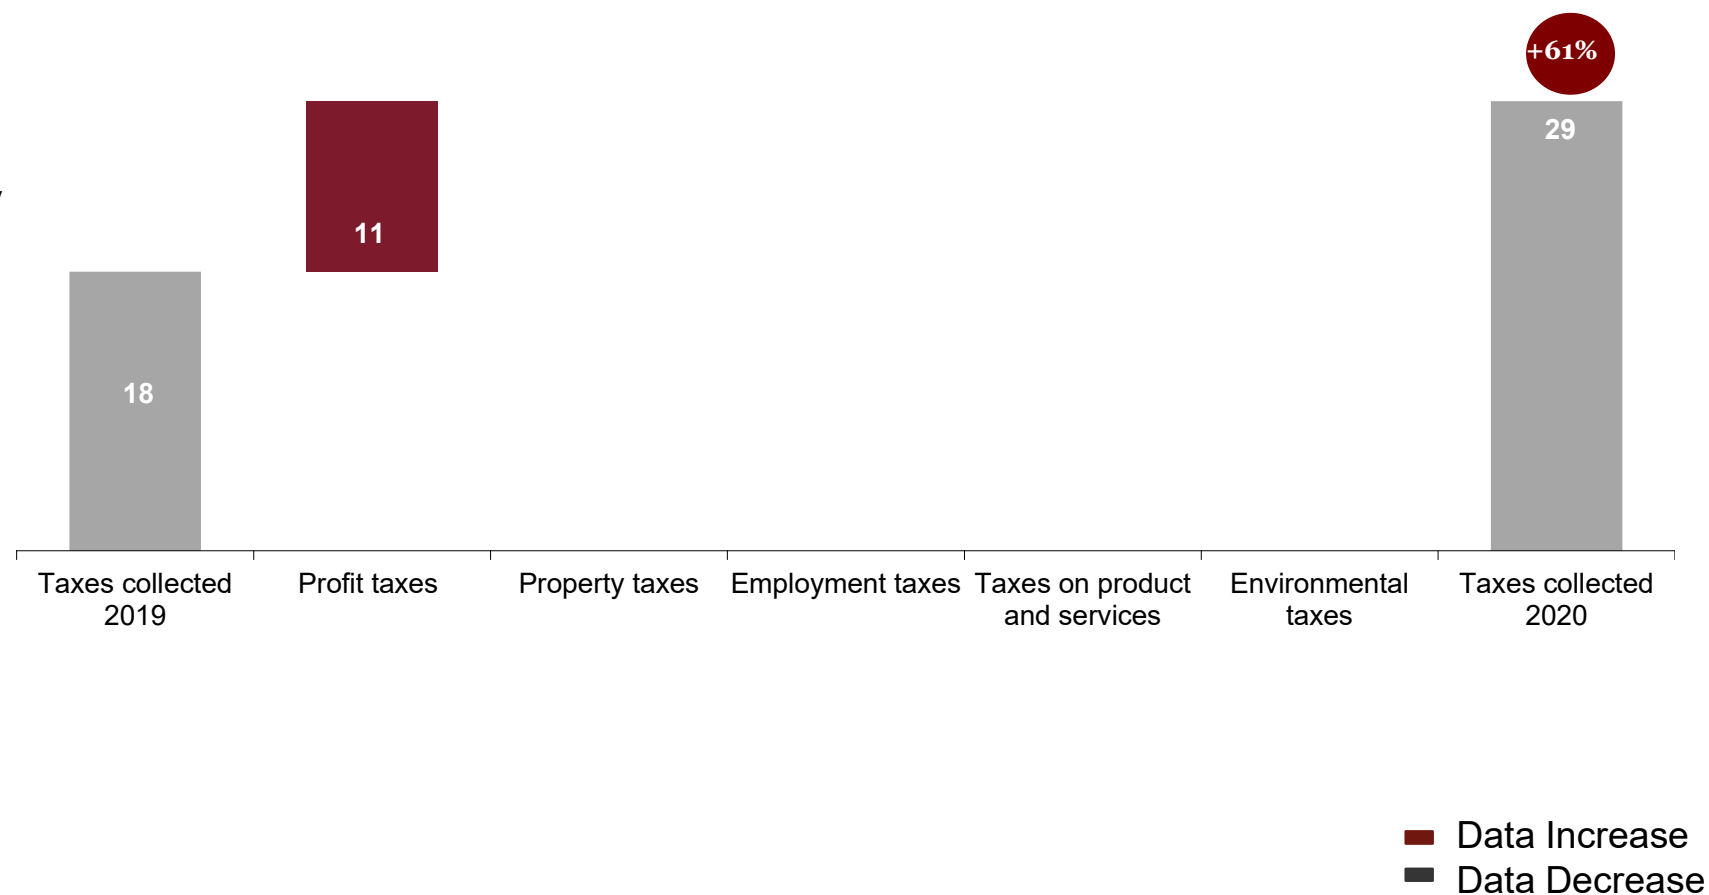 +61%
29
11
18
Taxes collected
2019
Profit taxes
Property taxes
Employment taxes
Taxes on product
and services
Environmental
taxes
Taxes collected
2020
Data Increase
Data Decrease